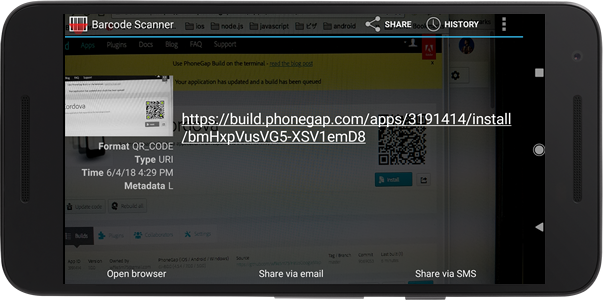 Barcode Scanner
SHARE
HISTORY
ios
node.js
javascript
ビザ
android
Apps Plugins Docs Blog FAQ Support
Use PhoneGap Build on the terminal - read the blog post
Your application has updated and a build has been queued
https://build.phonegap.com/apps/3191414/install
/bmHxpVusVG5-XSV1emD8
Format QR_CODE
Type URI
Time 6/4/18 4:29 PM
Metadata L
Install
Update code Rebuild all
Builds Plugins Collaborators Settings
Open browser
Share via email
Share via SMS